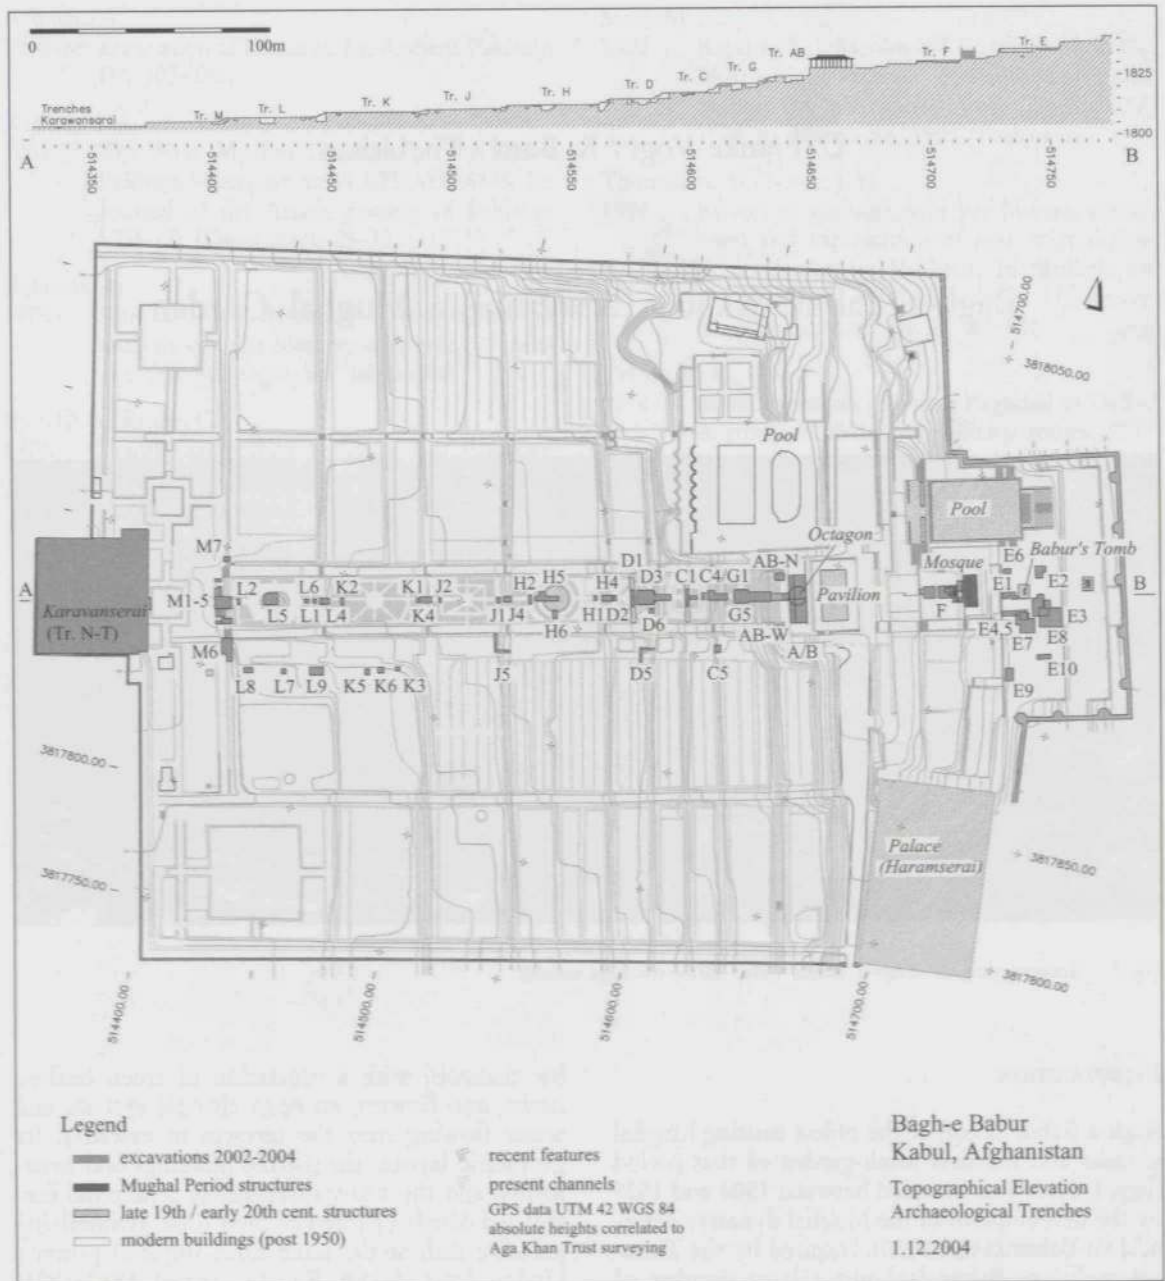 0 100m
Tr. E
Tr. F
Tr. AB
Tr. G
Tr. C
Tr. D
Tr. H
Tr. J
Tr. K
Tr. L
Tr. M
1825
1800
Trenches
Karawansarai
A
B
514350
514400
514450
514500
514550
514600
514650
514700
514750
514700.00
3818050.00
Pool
Pool
Octagon
Mosque
Babur's Tomb
Pavilion
A
B
Karavanserai
(Tr. N-T)
M7
M1-5
M6
L2
L6
K2
K1
J2
H2
H5
H4
D1
D3
C1
C4/G1
AB-N
L5
L1
L4
K4
J1
J4
H6
H1
D2
D6
G5
AB-W
A/B
L8
L7
L9
K5
K6
K3
J5
D5
C5
E6
E1
E2
F
E3
E4,5
E7
E8
E10
E9
3817800.00
3817750.00
Palace
(Haramserai)
3817850.00
3817800.00
514400.00
514500.00
514600.00
514700.00
Legend
excavations 2002-2004
Mughal Period structures
late 19th / early 20th cent. structures
modern buildings (post 1950)
recent features
present channels
GPS data UTM 42 WGS 84
absolute heights correlated to
Aga Khan Trust surveying
Bagh-e Babur
Kabul, Afghanistan
Topographical Elevation
Archaeological Trenches
1.12.2004